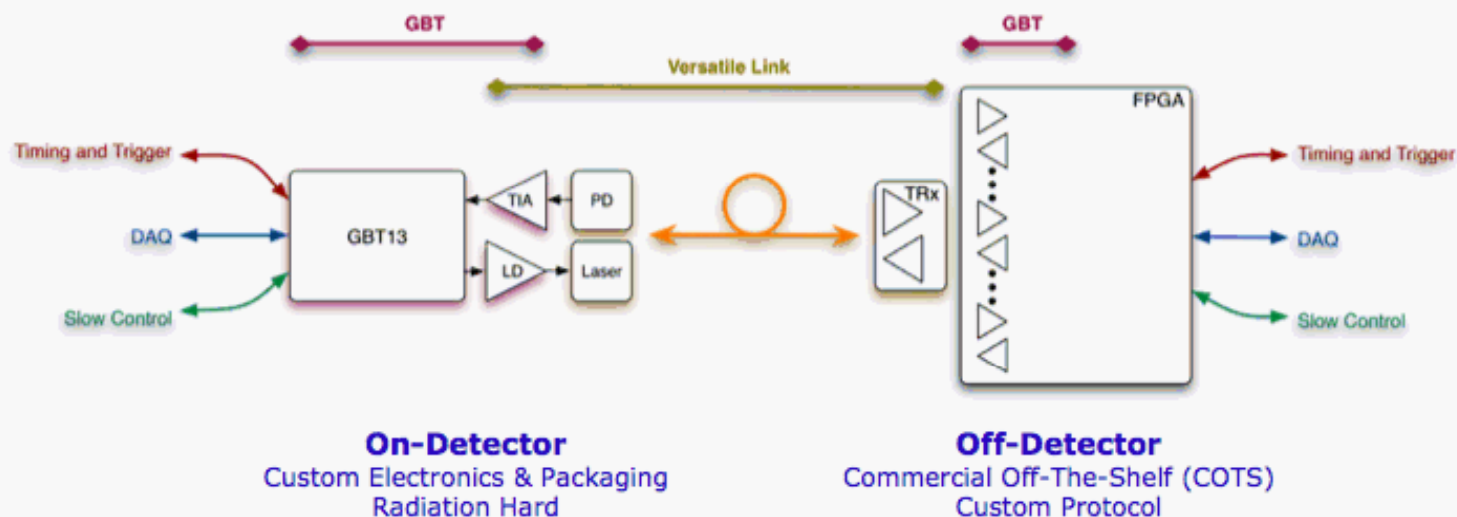 GBT
GBT
Versatile Link
FPGA
Timing and Trigger
DAQ
Slow Control
GBT13
TIA
PD
LD
Laser
TRx
Timing and Trigger
DAQ
Slow Control
On-Detector
Custom Electronics & Packaging
Radiation Hard
Off-Detector
Commercial Off-The-Shelf (COTS)
Custom Protocol